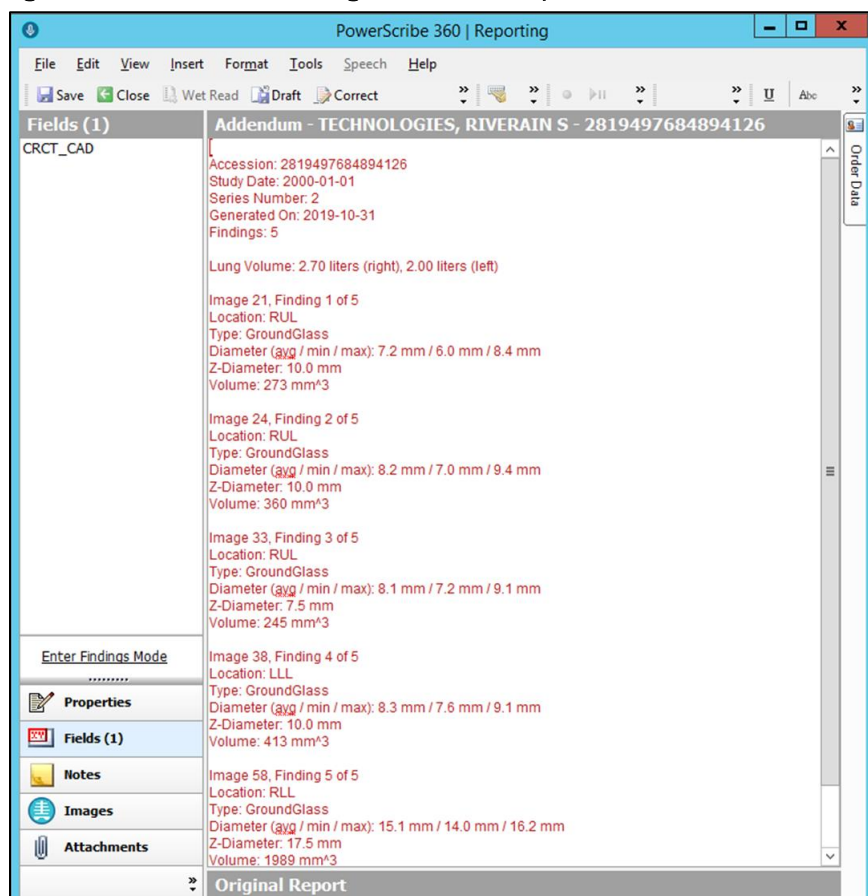 PowerScribe 360 | Reporting
File Edit View Insert Format Tools Speech Help
Save Close Wet Read Draft Correct U Abc
Fields (1)
Addendum - TECHNOLOGIES, RIVERAIN S - 2819497684894126
CRCT_CAD
Order Data
[
Accession: 2819497684894126
Study Date: 2000-01-01
Series Number: 2
Generated On: 2019-10-31
Findings: 5
Lung Volume: 2.70 liters (right), 2.00 liters (left)
Image 21, Finding 1 of 5
Location: RUL
Type: GroundGlass
Diameter (avg / min / max): 7.2 mm / 6.0 mm / 8.4 mm
Z-Diameter: 10.0 mm
Volume: 273 mm^3
Image 24, Finding 2 of 5
Location: RUL
Type: GroundGlass
Diameter (avg / min / max): 8.2 mm / 7.0 mm / 9.4 mm
Z-Diameter: 10.0 mm
Volume: 360 mm^3
Image 33, Finding 3 of 5
Location: RUL
Type: GroundGlass
Diameter (avg / min / max): 8.1 mm / 7.2 mm / 9.1 mm
Z-Diameter: 7.5 mm
Volume: 245 mm^3
Image 38, Finding 4 of 5
Location: LLL
Type: GroundGlass
Diameter (avg / min / max): 8.3 mm / 7.6 mm / 9.1 mm
Z-Diameter: 10.0 mm
Volume: 413 mm^3
Image 58, Finding 5 of 5
Location: RLL
Type: GroundGlass
Diameter (avg / min / max): 15.1 mm / 14.0 mm / 16.2 mm
Z-Diameter: 17.5 mm
Volume: 1989 mm^3
Enter Findings Mode
Properties
Fields (1)
Notes
Images
Attachments
Original Report